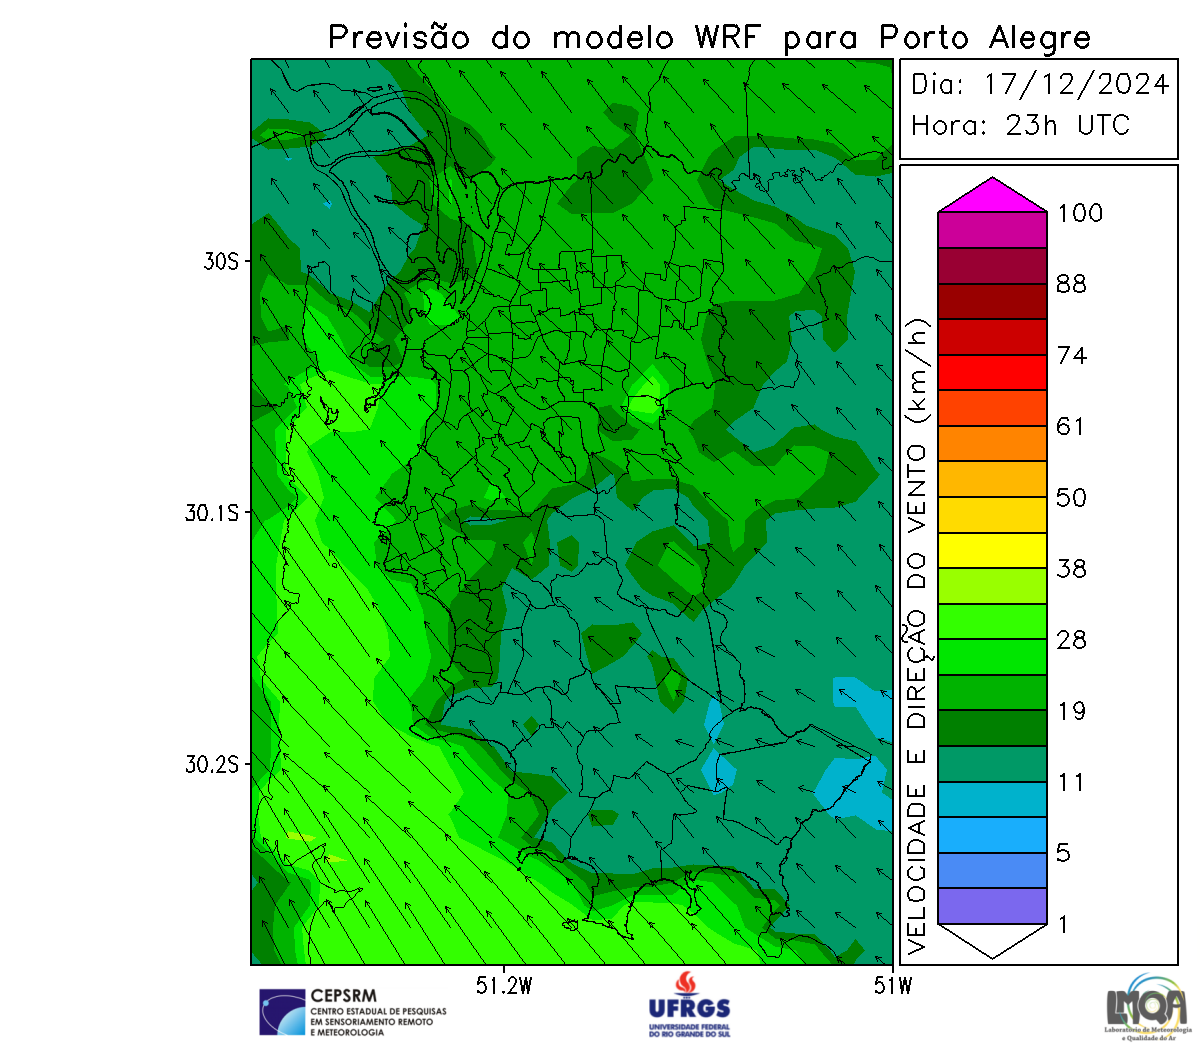 Previsão do modelo WRF para Porto Alegre
Dia: 17/12/2024
Hora: 23h UTC
30S
30.1S
30.2S
51.2W
51W
VELOCIDADE E DIREÇÃO DO VENTO (km/h)
100
88
74
61
50
38
28
19
11
5
1
CEPSRM
CENTRO ESTADUAL DE PESQUISAS
EM SENSORIAMENTO REMOTO
E METEOROLOGIA
UFRGS
UNIVERSIDADE FEDERAL
DO RIO GRANDE DO SUL
LMQA
Laboratório de Meteorologia
e Qualidade do Ar